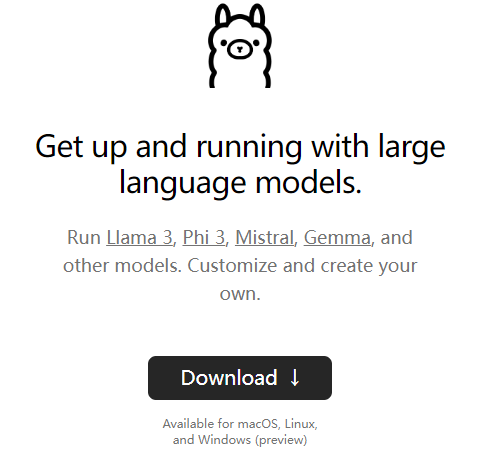 Get up and running with large
language models.
Run Llama 3, Phi 3, Mistral, Gemma, and
other models. Customize and create your
own.
Download ↓
Available for macOS, Linux,
and Windows (preview)